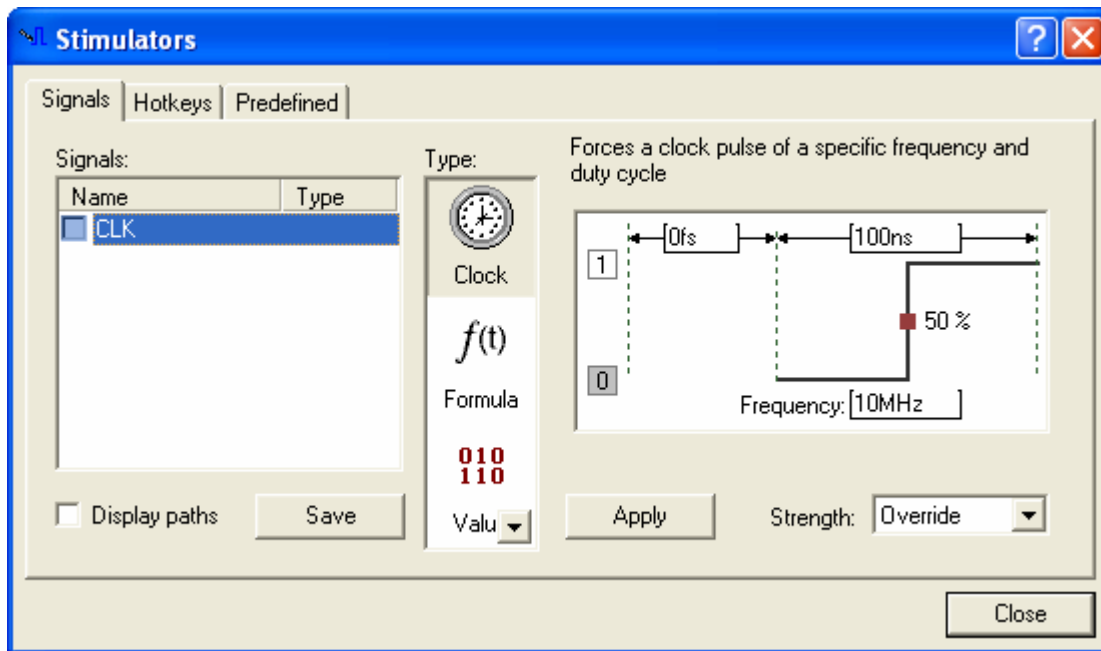 Stimulators
Signals Hotkeys Predefined
Signals:
Name Type
CLK
Display paths
Save
Type:
Clock
f(t)
Formula
010
110
Valu
Forces a clock pulse of a specific frequency and
duty cycle
0fs 100ns
1
50 %
0
Frequency: 10MHz
Apply
Strength: Override
Close